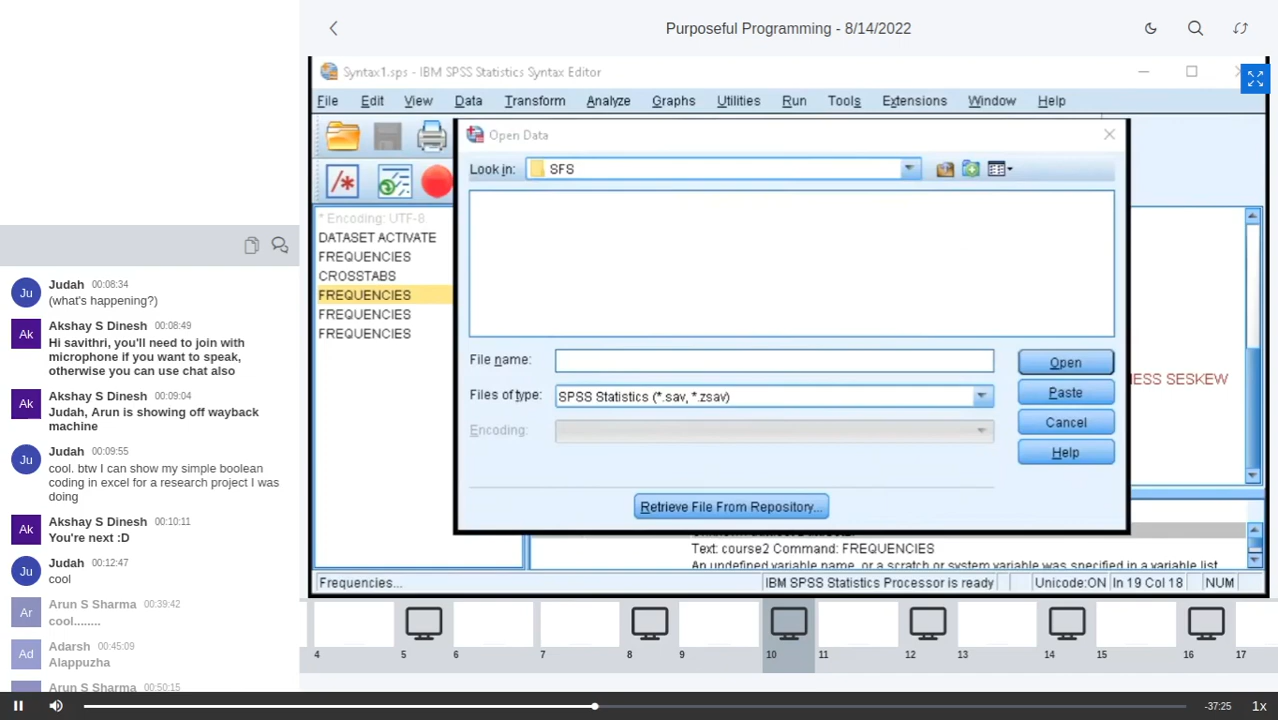 Purposeful Programming - 8/14/2022
Syntax1.sps - IBM SPSS Statistics Syntax Editor
File Edit View Data Transform Analyze Graphs Utilities Run Tools Extensions Window Help
Open Data
Look in: SFS
* Encoding: UTF-8.
DATASET ACTIVATE
FREQUENCIES
CROSSTABS
FREQUENCIES
FREQUENCIES
FREQUENCIES
File name:
Open
Files of type: SPSS Statistics (*.sav, *.zsav)
Paste
NESS SESKEW
Encoding:
Cancel
Help
Retrieve File From Repository...
Text: course2 Command: FREQUENCIES
An undefined variable name, or a scratch or system variable was specified in a variable list
Frequencies... IBM SPSS Statistics Processor is ready Unicode:ON In 19 Col 18 NUM
4 5 6 7 8 9 10 11 12 13 14 15 16 17
Ju
Judah 00:08:34
(what's happening?)
Ak
Akshay S Dinesh 00:08:49
Hi savithri, you'll need to join with
microphone if you want to speak,
otherwise you can use chat also
Ak
Akshay S Dinesh 00:09:04
Judah, Arun is showing off wayback
machine
Ju
Judah 00:09:55
cool. btw I can show my simple boolean
coding in excel for a research project I was
doing
Ak
Akshay S Dinesh 00:10:11
You're next :D
Ju
Judah 00:12:47
cool
Ar
Arun S Sharma 00:39:42
cool........
Ad
Adarsh 00:45:09
Alappuzha
Arun S Sharma 00:50:15
-37:25 1x